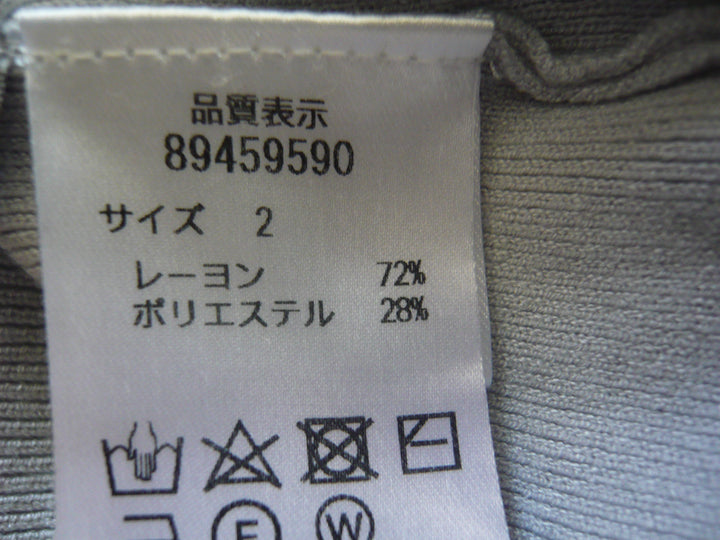 品質表示
89459590
サイズ 2
レーヨン 72%
ポリエステル 28%
F W